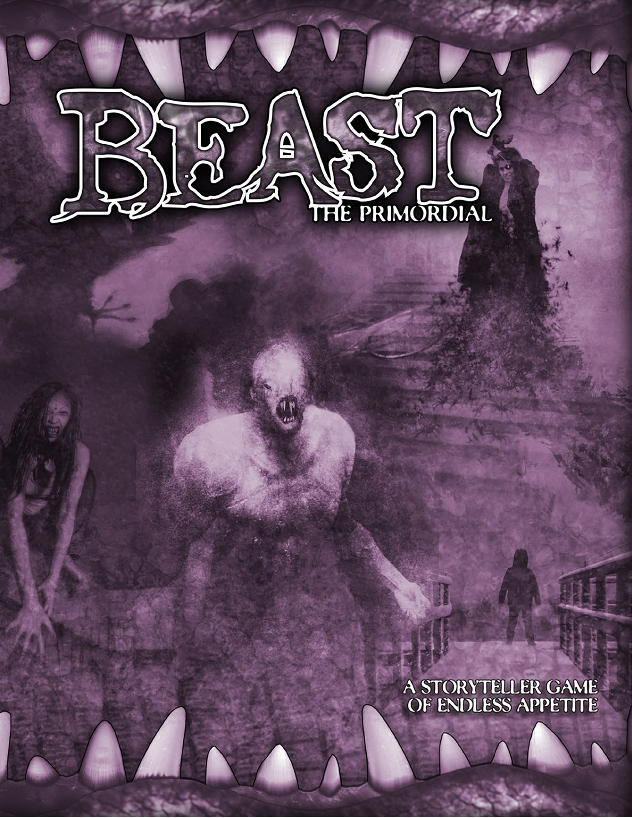 BEAST
THE PRIMORDIAL
A STORYTELLER GAME
OF ENDLESS APPETITE